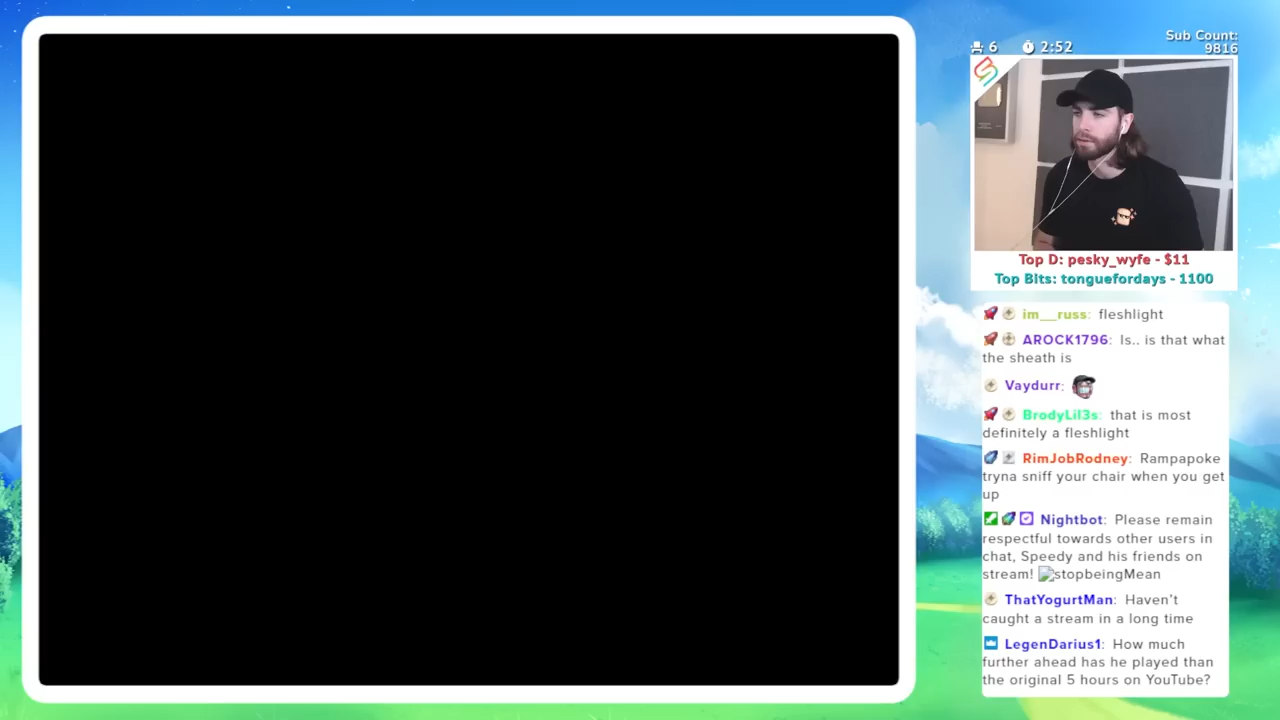 6 2:52
Sub Count:
9816
Top D: pesky_wyfe - $11
Top Bits: tonguefordays - 1100
im__russ: fleshlight
AROCK1796: Is.. is that what
the sheath is
Vaydurr:
BrodyLil3s: that is most
definitely a fleshlight
RimJobRodney: Rampapoke
tryna sniff your chair when you get
up
Nightbot: Please remain
respectful towards other users in
chat, Speedy and his friends on
stream! stopbeingMean
ThatYogurtMan: Haven't
caught a stream in a long time
LegenDarius1: How much
further ahead has he played than
the original 5 hours on YouTube?